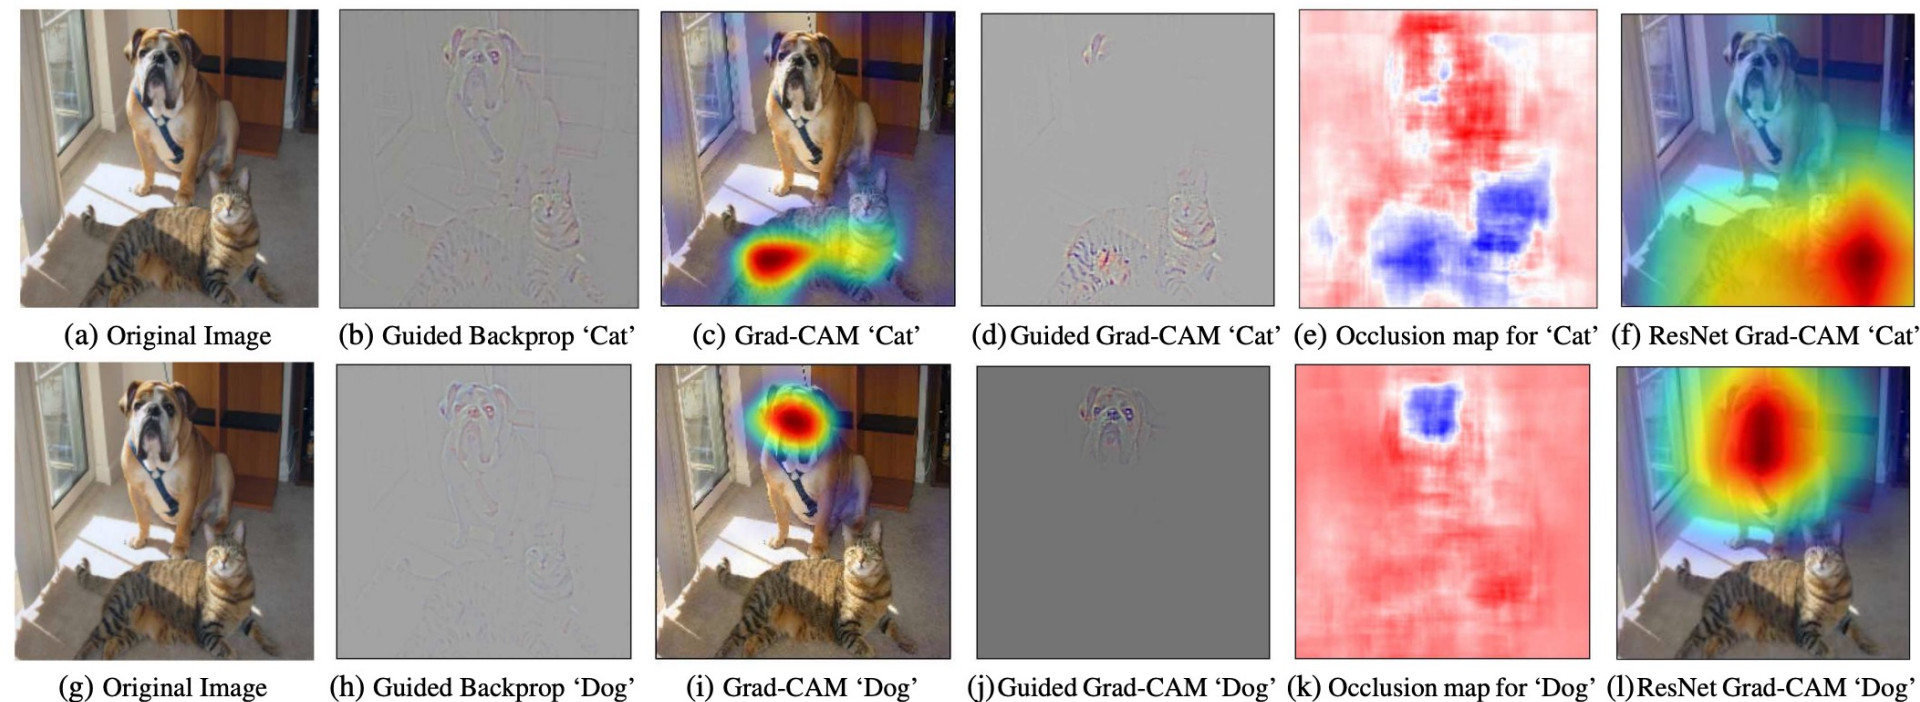 (a) Original Image
(b) Guided Backprop ‘Cat’
(c) Grad-CAM ‘Cat’
(d)Guided Grad-CAM ‘Cat’
(e) Occlusion map for ‘Cat’
(f) ResNet Grad-CAM ‘Cat’
(g) Original Image
(h) Guided Backprop ‘Dog’
(i) Grad-CAM ‘Dog’
(j)Guided Grad-CAM ‘Dog’
(k) Occlusion map for ‘Dog’
(l)ResNet Grad-CAM ‘Dog’